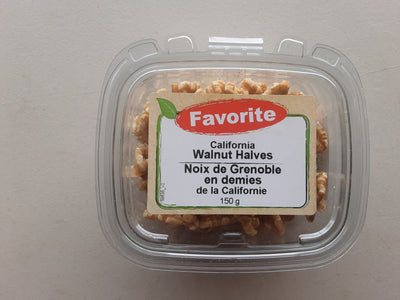 Favorite
California
Walnut Halves
Noix de Grenoble
en demies
de la Californie
150 g